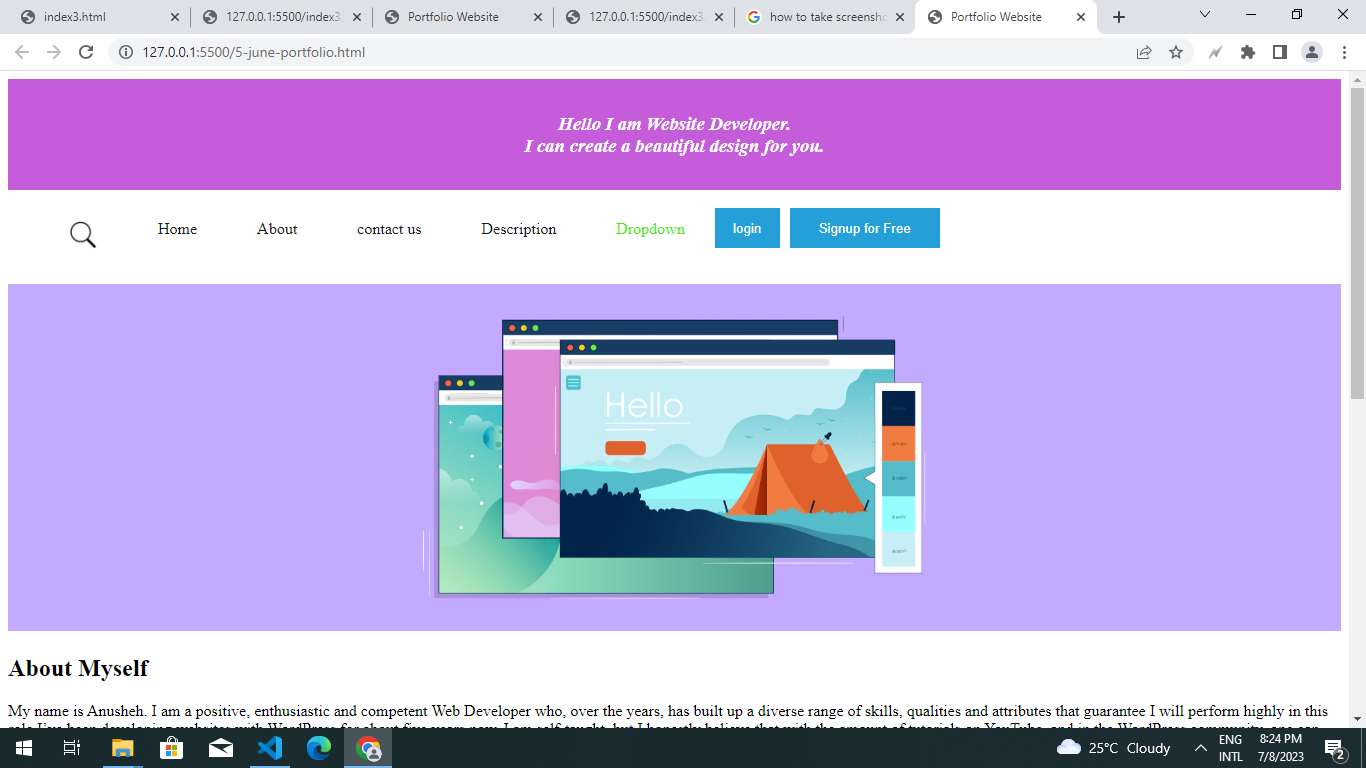 index3.html
127.0.0.1:5500/index3.
Portfolio Website
127.0.0.1:5500/index3.
how to take screensho
Portfolio Website
127.0.0.1:5500/5-june-portfolio.html
Hello I am Website Developer.
I can create a beautiful design for you.
Home About contact us Description Dropdown login Signup for Free
Hello
About Myself
My name is Anusheh. I am a positive, enthusiastic and competent Web Developer who, over the years, has built up a diverse range of skills, qualities and attributes that guarantee I will perform highly in this
25°C Cloudy
ENG
INTL
8:24 PM
7/8/2023
2